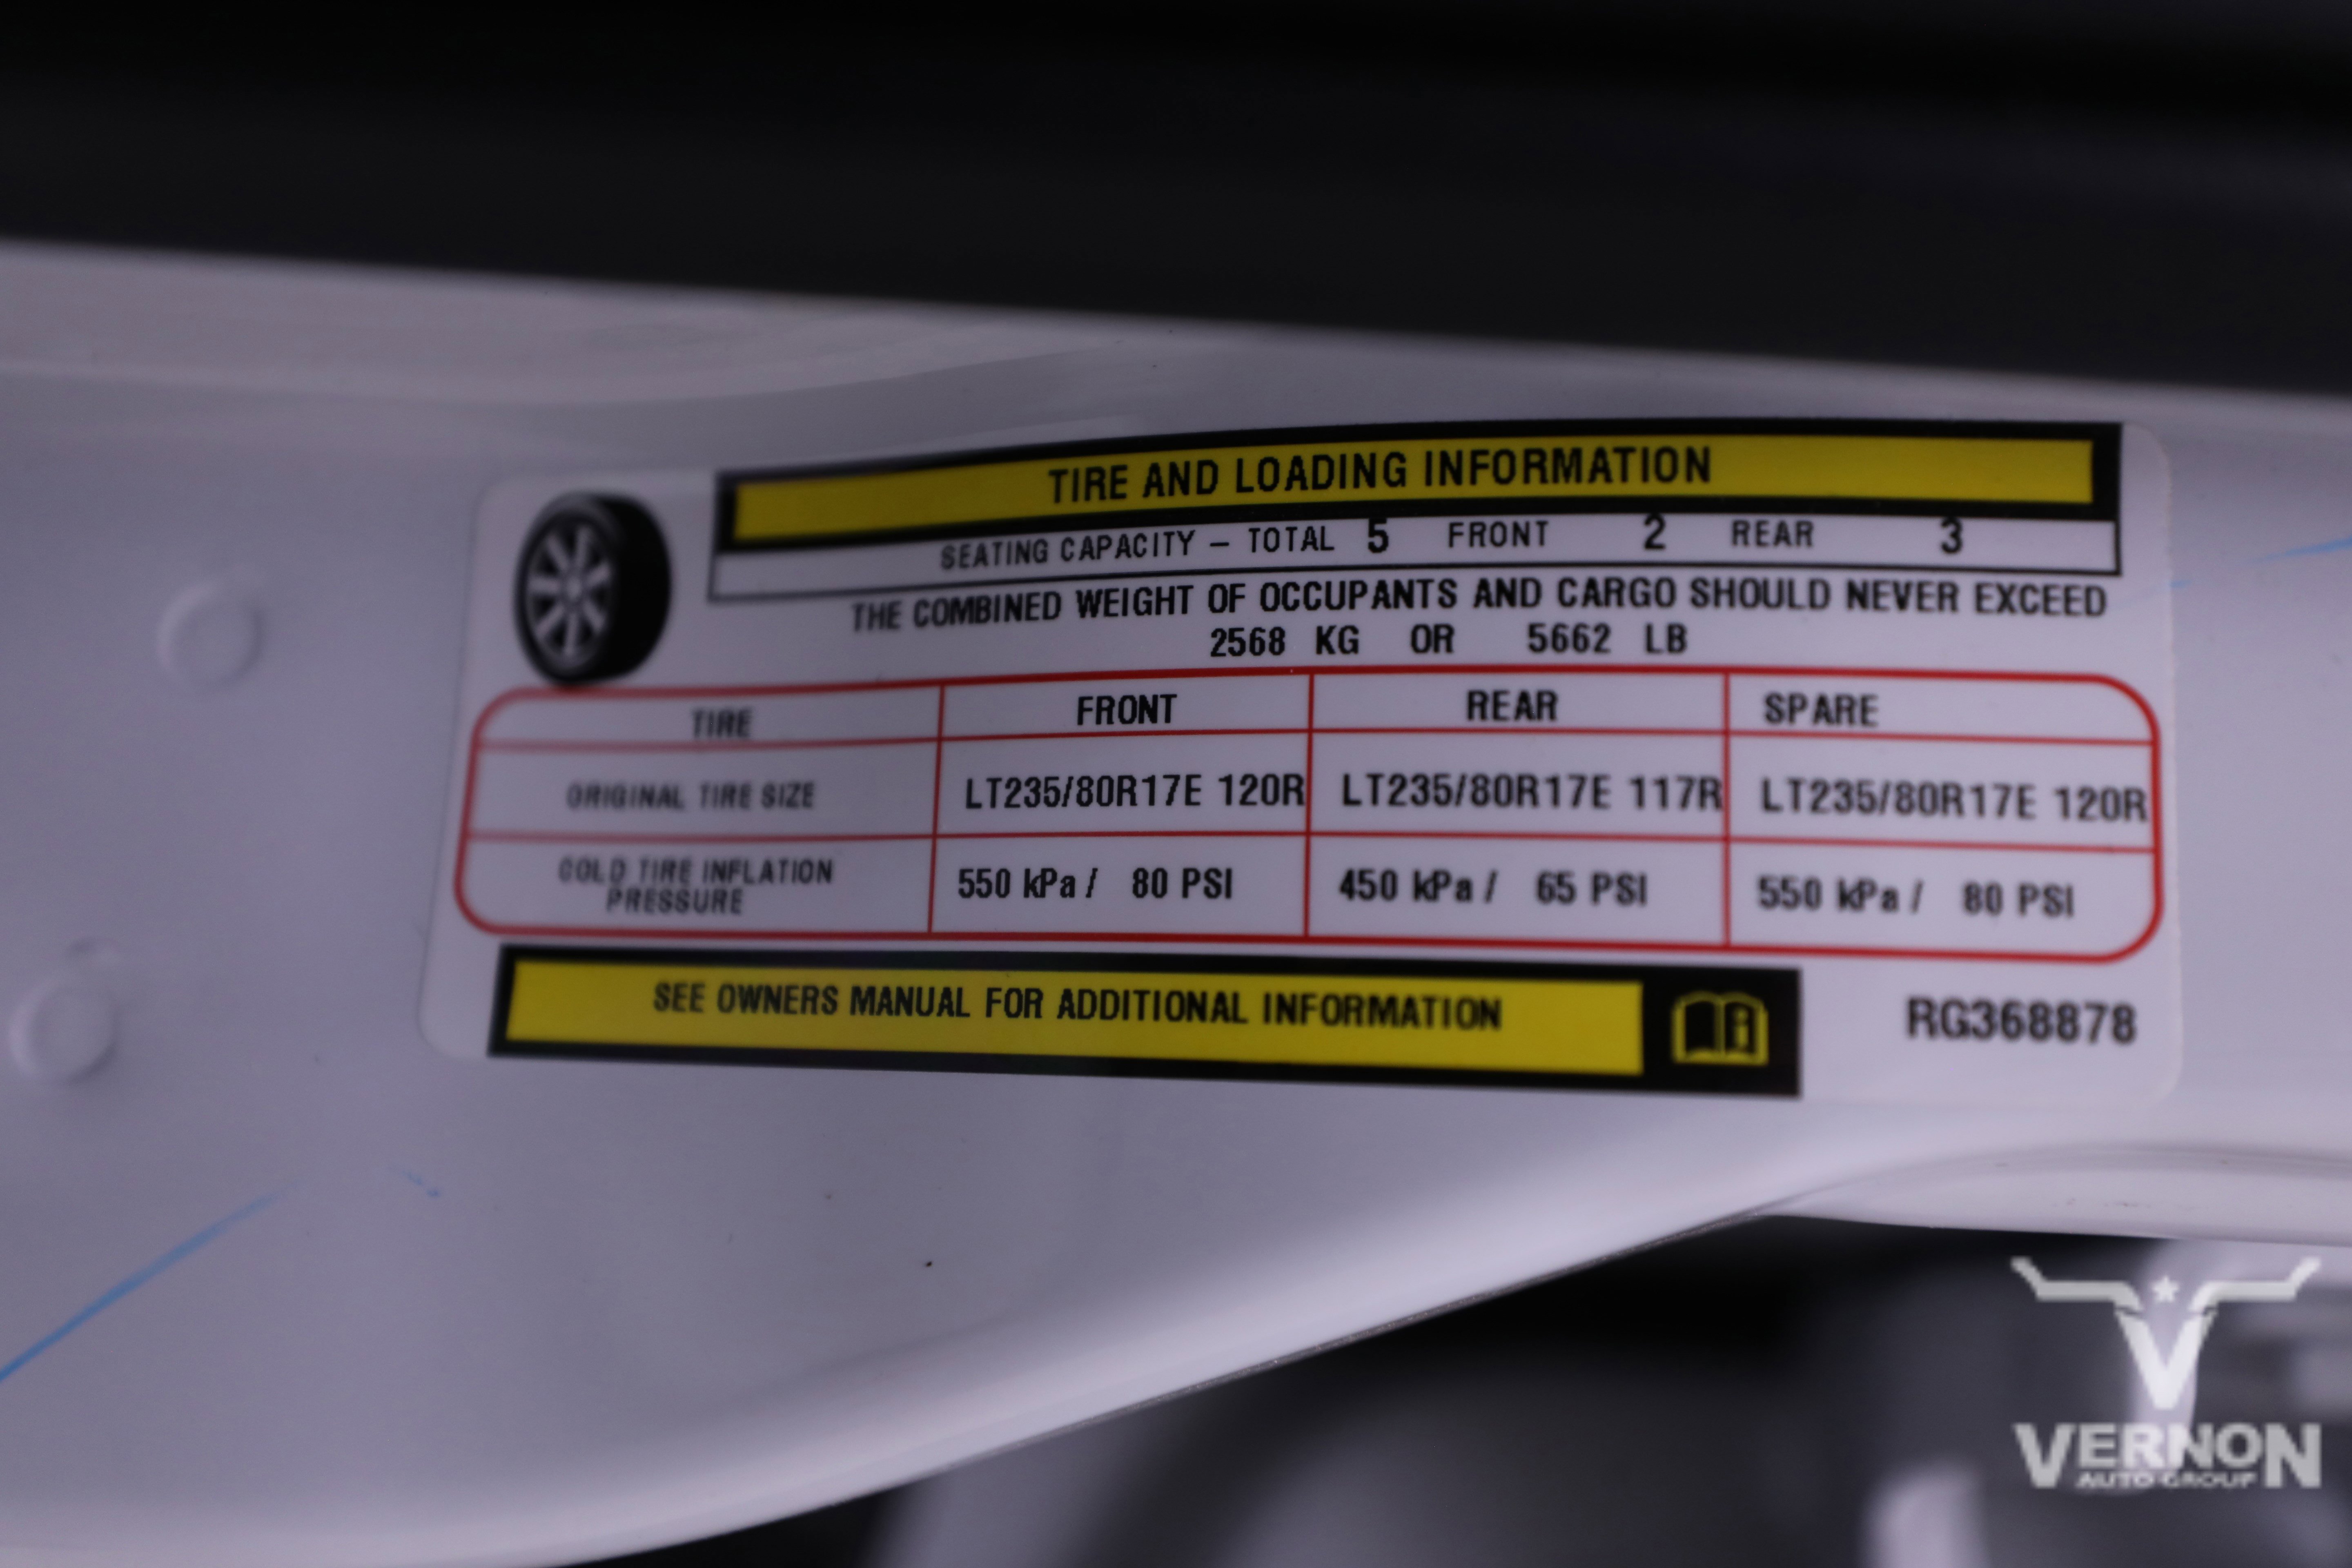 TIRE AND LOADING INFORMATION
SEATING CAPACITY – TOTAL 5 FRONT 2 REAR 3
THE COMBINED WEIGHT OF OCCUPANTS AND CARGO SHOULD NEVER EXCEED
2568 KG OR 5662 LB
TIRE FRONT REAR SPARE
ORIGINAL TIRE SIZE LT235/80R17E 120R LT235/80R17E 117R LT235/80R17E 120R
COLD TIRE INFLATION
PRESSURE 550 kPa / 80 PSI 450 kPa / 65 PSI 550 kPa / 80 PSI
SEE OWNERS MANUAL FOR ADDITIONAL INFORMATION
RG368878
VERNON
AUTO GROUP